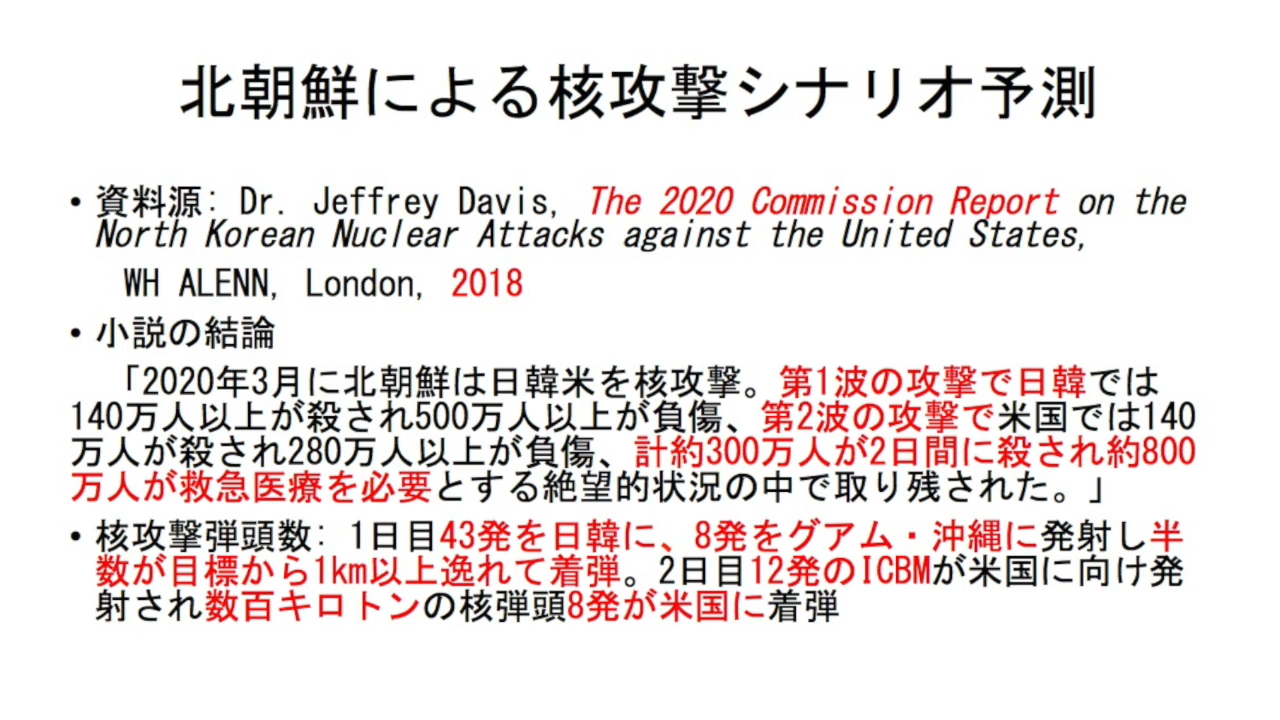 北朝鮮による核攻撃シナリオ予測
• 資料源: Dr. Jeffrey Davis, The 2020 Commission Report on the
North Korean Nuclear Attacks against the United States,
WH ALENN, London, 2018
• 小説の結論
「2020年3月に北朝鮮は日韓米を核攻撃。第1波の攻撃で日韓では
140万人以上が殺され500万人以上が負傷、第2波の攻撃で米国では140
万人が殺され280万人以上が負傷、計約300万人が2日間に殺され約800
万人が救急医療を必要とする絶望的状況の中で取り残された。」
• 核攻撃弾頭数: 1日目43発を日韓に、8発をグアム・沖縄に発射し半
数が目標から1km以上逸れて着弾。2日目12発のICBMが米国に向け発
射され数百キロトンの核弾頭8発が米国に着弾